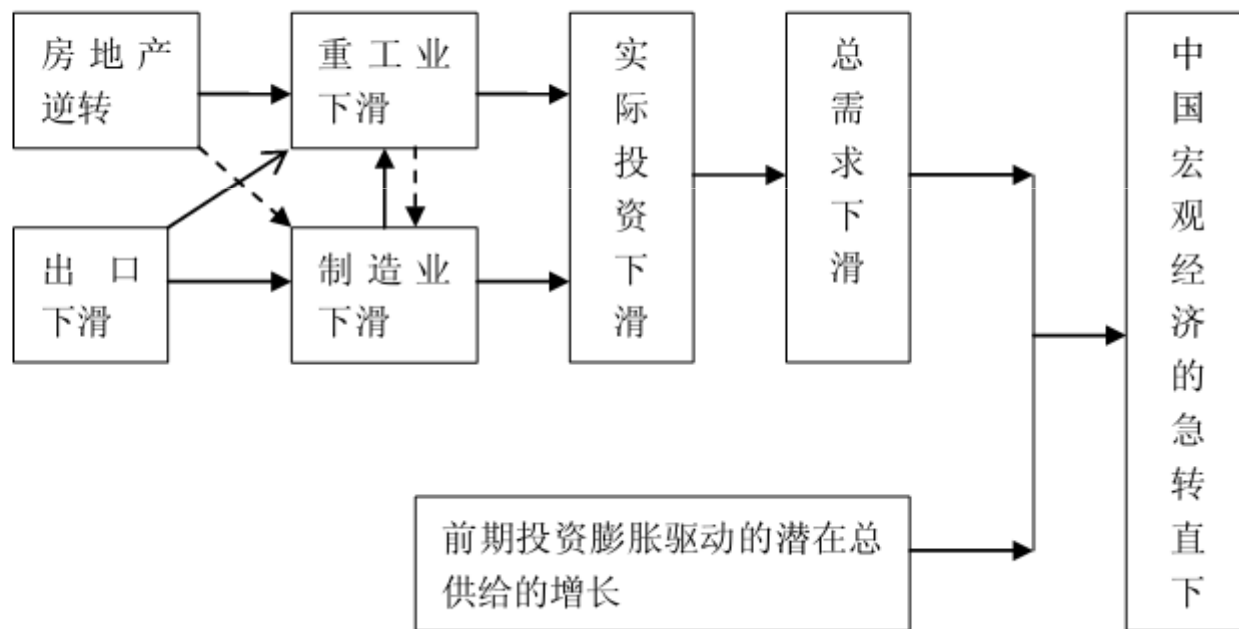 房地产
逆转
重工业
下滑
出口
下滑
制造业
下滑
实际投资下滑
总需求下滑
前期投资膨胀驱动的潜在总
供给的增长
中国宏观经济的急转直下